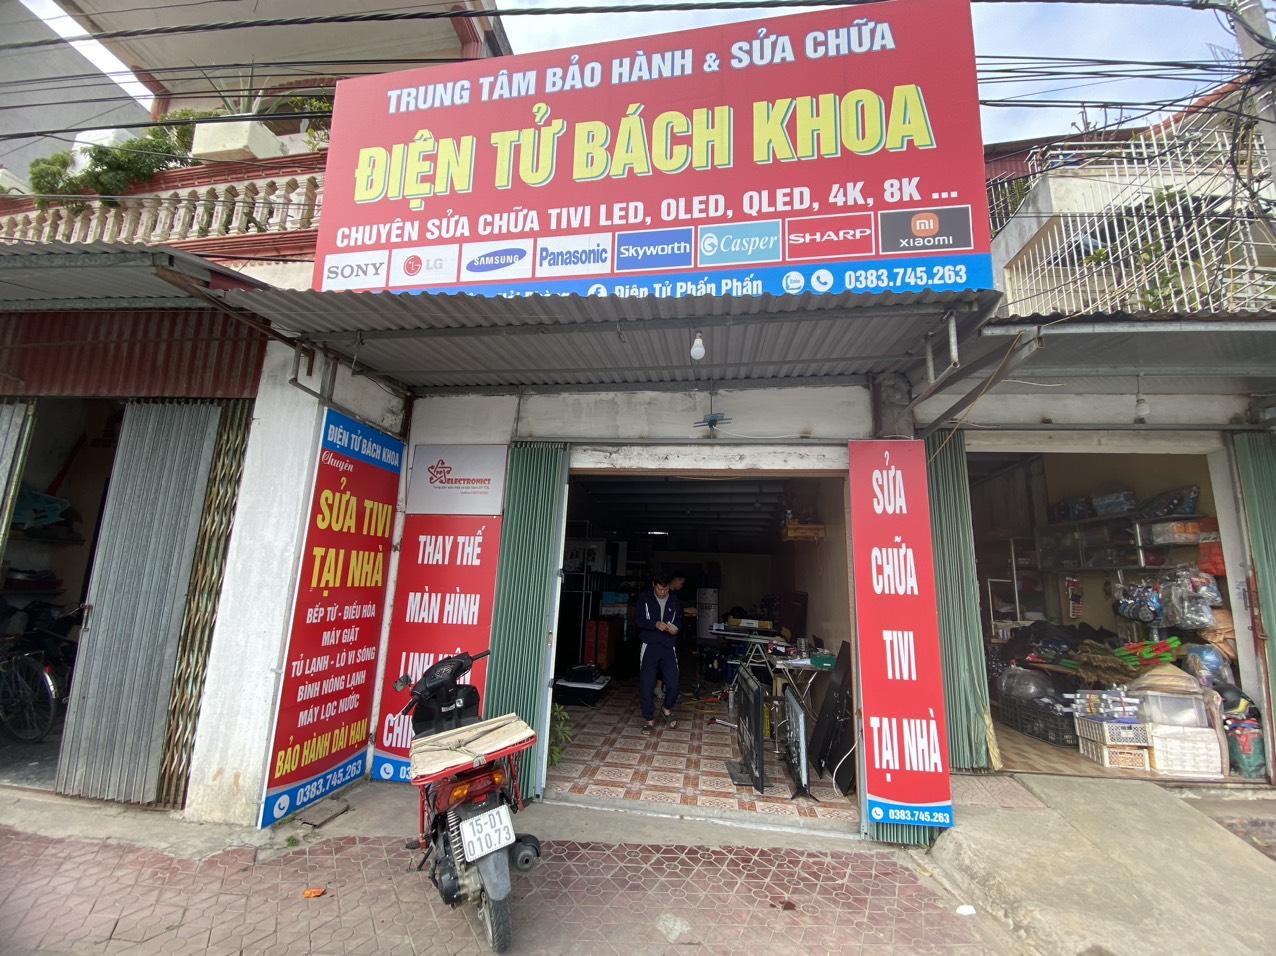 TRUNG TÂM BẢO HÀNH & SỬA CHỮA
ĐIỆN TỬ BÁCH KHOA
CHUYÊN SỬA CHỮA TIVI LED, OLED, QLED, 4K, 8K ...
SONY
LG
SAMSUNG
Panasonic
Skyworth
Casper
SHARP
mi
xiaomi
Điện Tử Phấn Phấn
0383.745.263
ĐIỆN TỬ BÁCH KHOA
Chuyên
SỬA TIVI
TẠI NHÀ
BẾP TỪ - ĐIỀU HÒA
MÁY GIẶT
TỦ LẠNH - LÒ VI SÓNG
BÌNH NÓNG LẠNH
MÁY LỌC NƯỚC
BẢO HÀNH DÀI HẠN
0383.745.263
ELECTRONICS
THAY THẾ
MÀN HÌNH
SỬA
CHỮA
TIVI
TẠI NHÀ
0383.745.263
15-D1
010.73